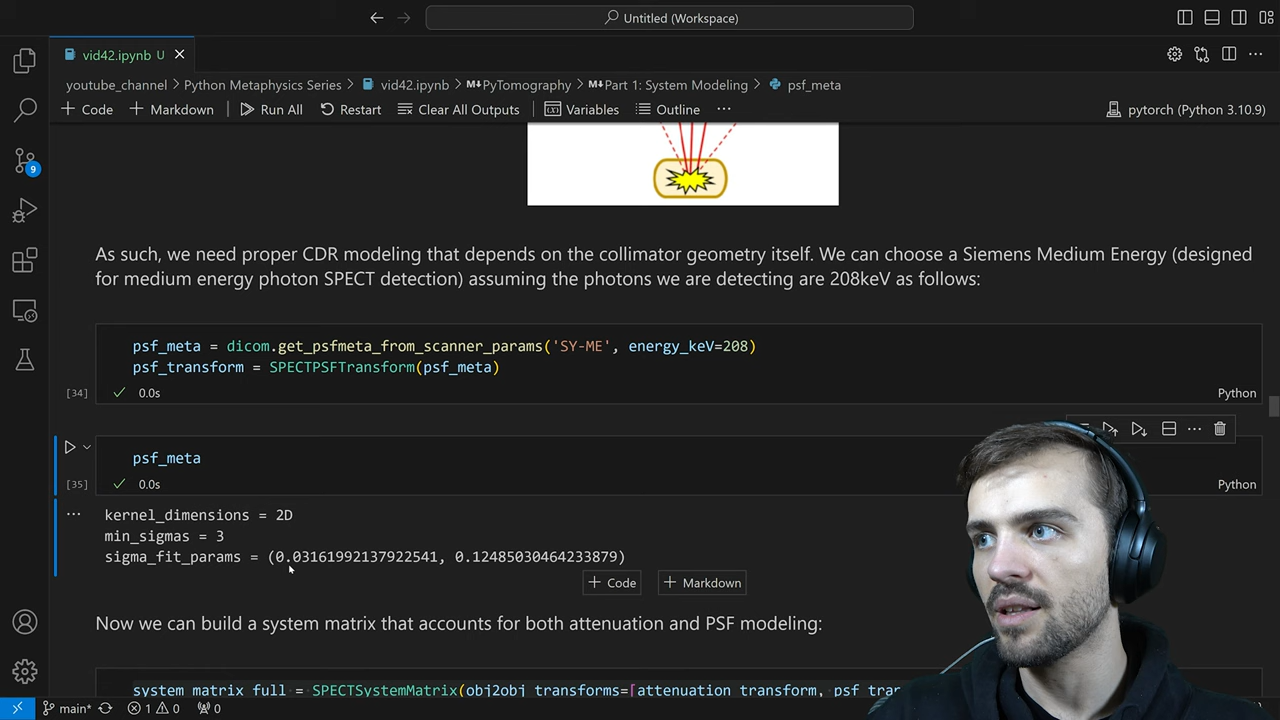 Untitled (Workspace)
vid42.ipynb U
youtube_channel > Python Metaphysics Series > vid42.ipynb > PyTomography > Part 1: System Modeling > psf_meta
+ Code + Markdown Run All Restart Clear All Outputs Variables Outline ... pytorch (Python 3.10.9)
9
As such, we need proper CDR modeling that depends on the collimator geometry itself. We can choose a Siemens Medium Energy (designed
for medium energy photon SPECT detection) assuming the photons we are detecting are 208keV as follows:
psf_meta = dicom.get_psfmeta_from_scanner_params('SY-ME', energy_keV=208)
psf_transform = SPECTPSFTransform(psf_meta)
[34] 0.0s Python
psf_meta
[35] 0.0s Python
kernel_dimensions = 2D
min_sigmas = 3
sigma_fit_params = (0.03161992137922541, 0.12485030464233879)
+ Code + Markdown
Now we can build a system matrix that accounts for both attenuation and PSF modeling:
system_matrix_full = SPECTSystemMatrix(obj2obj_transforms=[attenuation_transform, psf_tran
main* 1 0 0